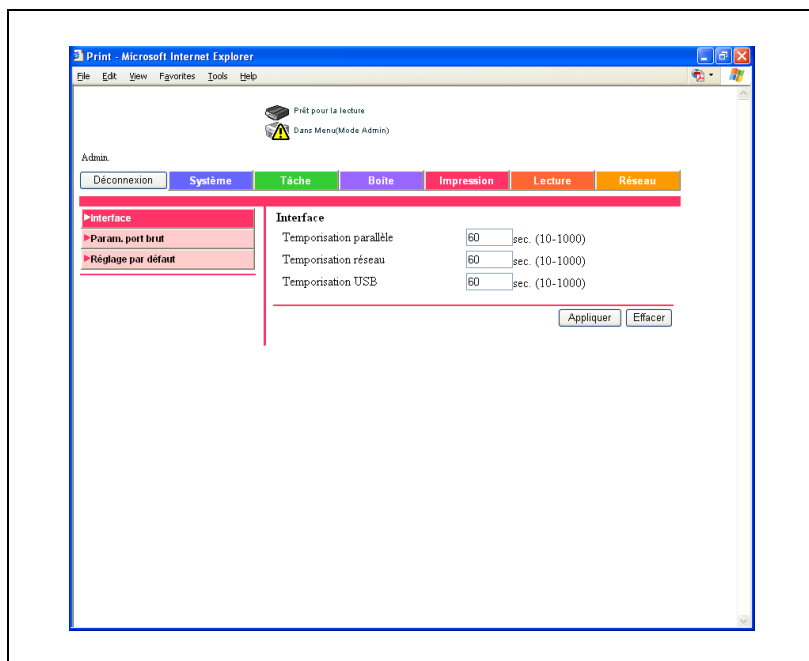 Print - Microsoft Internet Explorer
File Edit View Favorites Tools Help
Prêt pour la lecture
Dans Menu(Mode Admin)
Admin.
Déconnexion Système Tâche Boîte Impression Lecture Réseau
Interface
Param. port brut
Réglage par défaut
Interface
Temporisation parallèle 60 sec. (10-1000)
Temporisation réseau 60 sec. (10-1000)
Temporisation USB 60 sec. (10-1000)
Appliquer Effacer